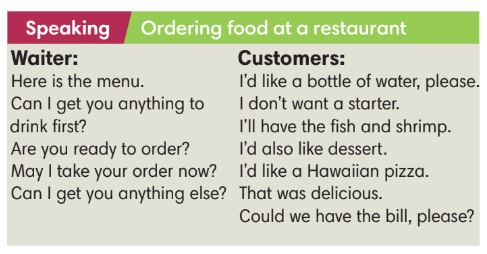 Speaking Ordering food at a restaurant
Waiter:
Here is the menu.
Can I get you anything to
drink first?
Are you ready to order?
May I take your order now?
Can I get you anything else?
Customers:
I'd like a bottle of water, please.
I don't want a starter.
I'll have the fish and shrimp.
I'd also like dessert.
I'd like a Hawaiian pizza.
That was delicious.
Could we have the bill, please?